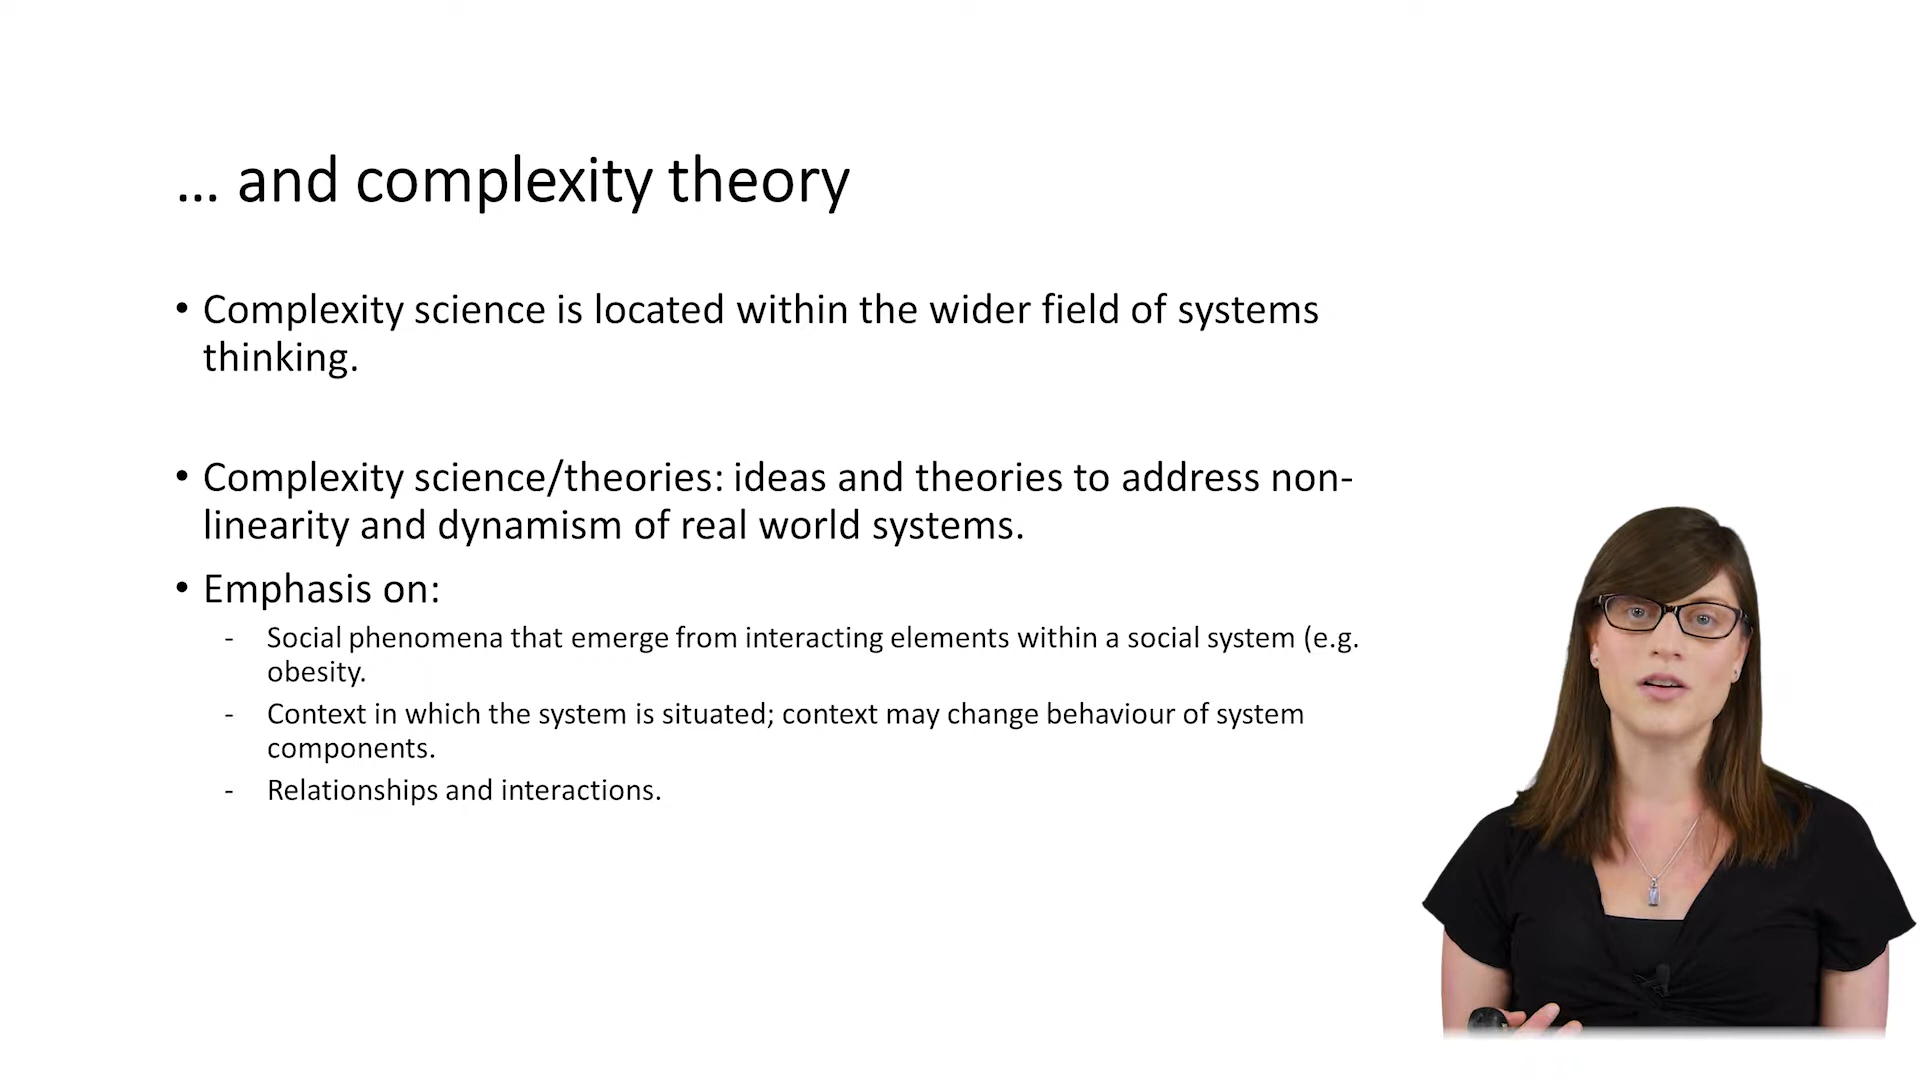 ... and complexity theory
• Complexity science is located within the wider field of systems
thinking.
• Complexity science/theories: ideas and theories to address non-
linearity and dynamism of real world systems.
• Emphasis on:
- Social phenomena that emerge from interacting elements within a social system (e.g.
obesity.
- Context in which the system is situated; context may change behaviour of system
components.
- Relationships and interactions.